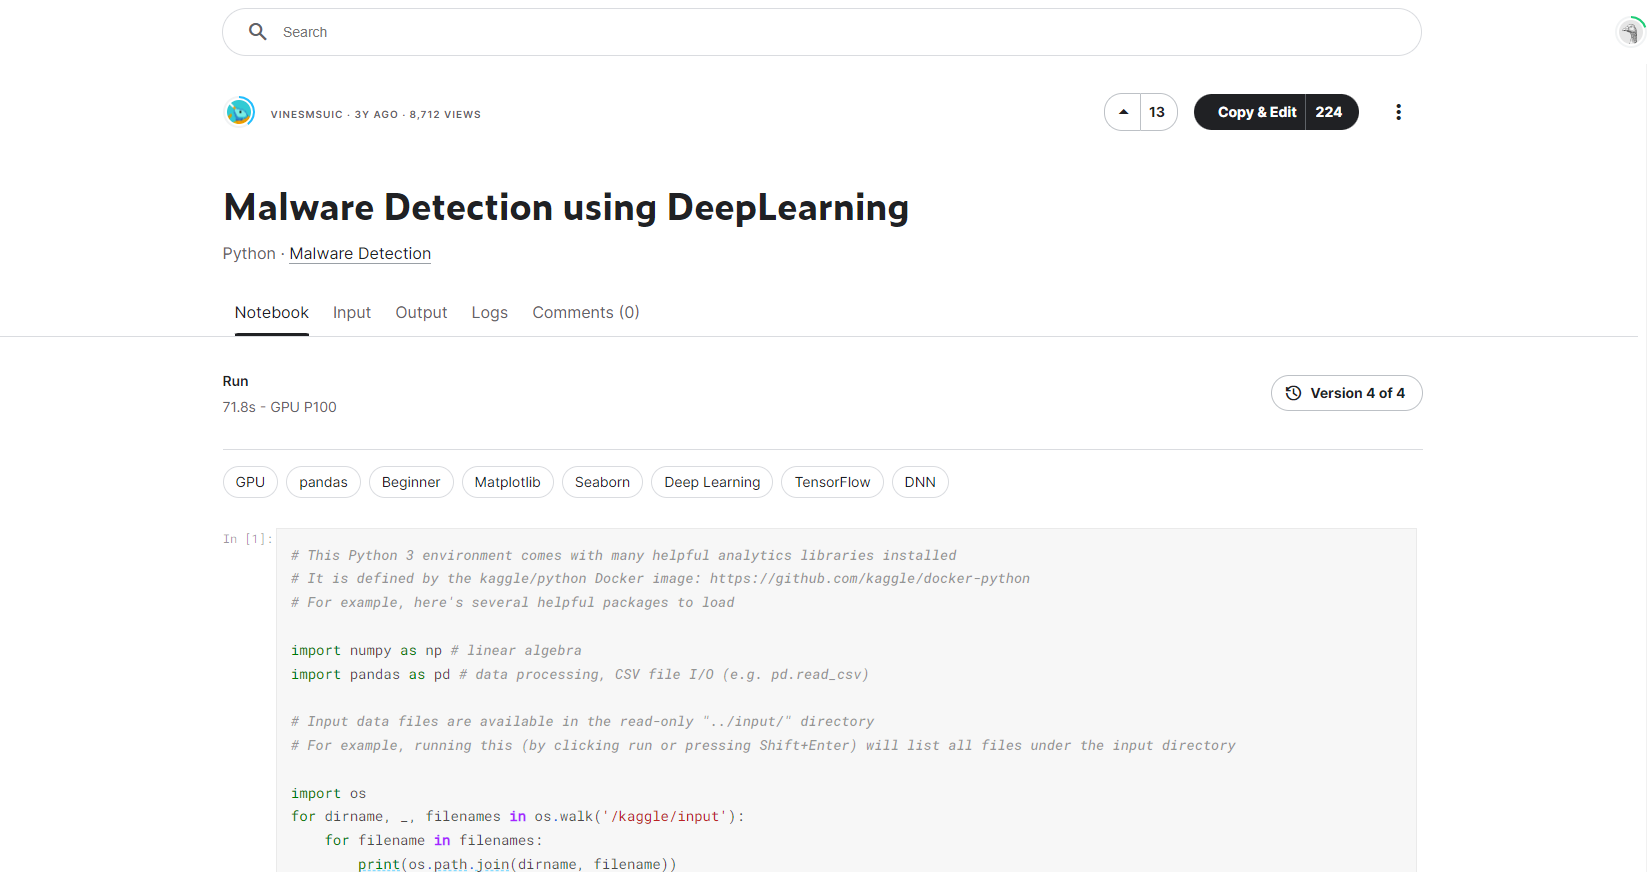 Search
VINESMSUIC · 3Y AGO · 8,712 VIEWS
13
Copy & Edit 224
Malware Detection using DeepLearning
Python · Malware Detection
Notebook Input Output Logs Comments (0)
Run
71.8s - GPU P100
Version 4 of 4
GPU pandas Beginner Matplotlib Seaborn Deep Learning TensorFlow DNN
In [1]:
# This Python 3 environment comes with many helpful analytics libraries installed
# It is defined by the kaggle/python Docker image: https://github.com/kaggle/docker-python
# For example, here's several helpful packages to load
import numpy as np # linear algebra
import pandas as pd # data processing, CSV file I/O (e.g. pd.read_csv)
# Input data files are available in the read-only "../input/" directory
# For example, running this (by clicking run or pressing Shift+Enter) will list all files under the input directory
import os
for dirname, _, filenames in os.walk('/kaggle/input'):
    for filename in filenames:
        print(os.path.join(dirname, filename))